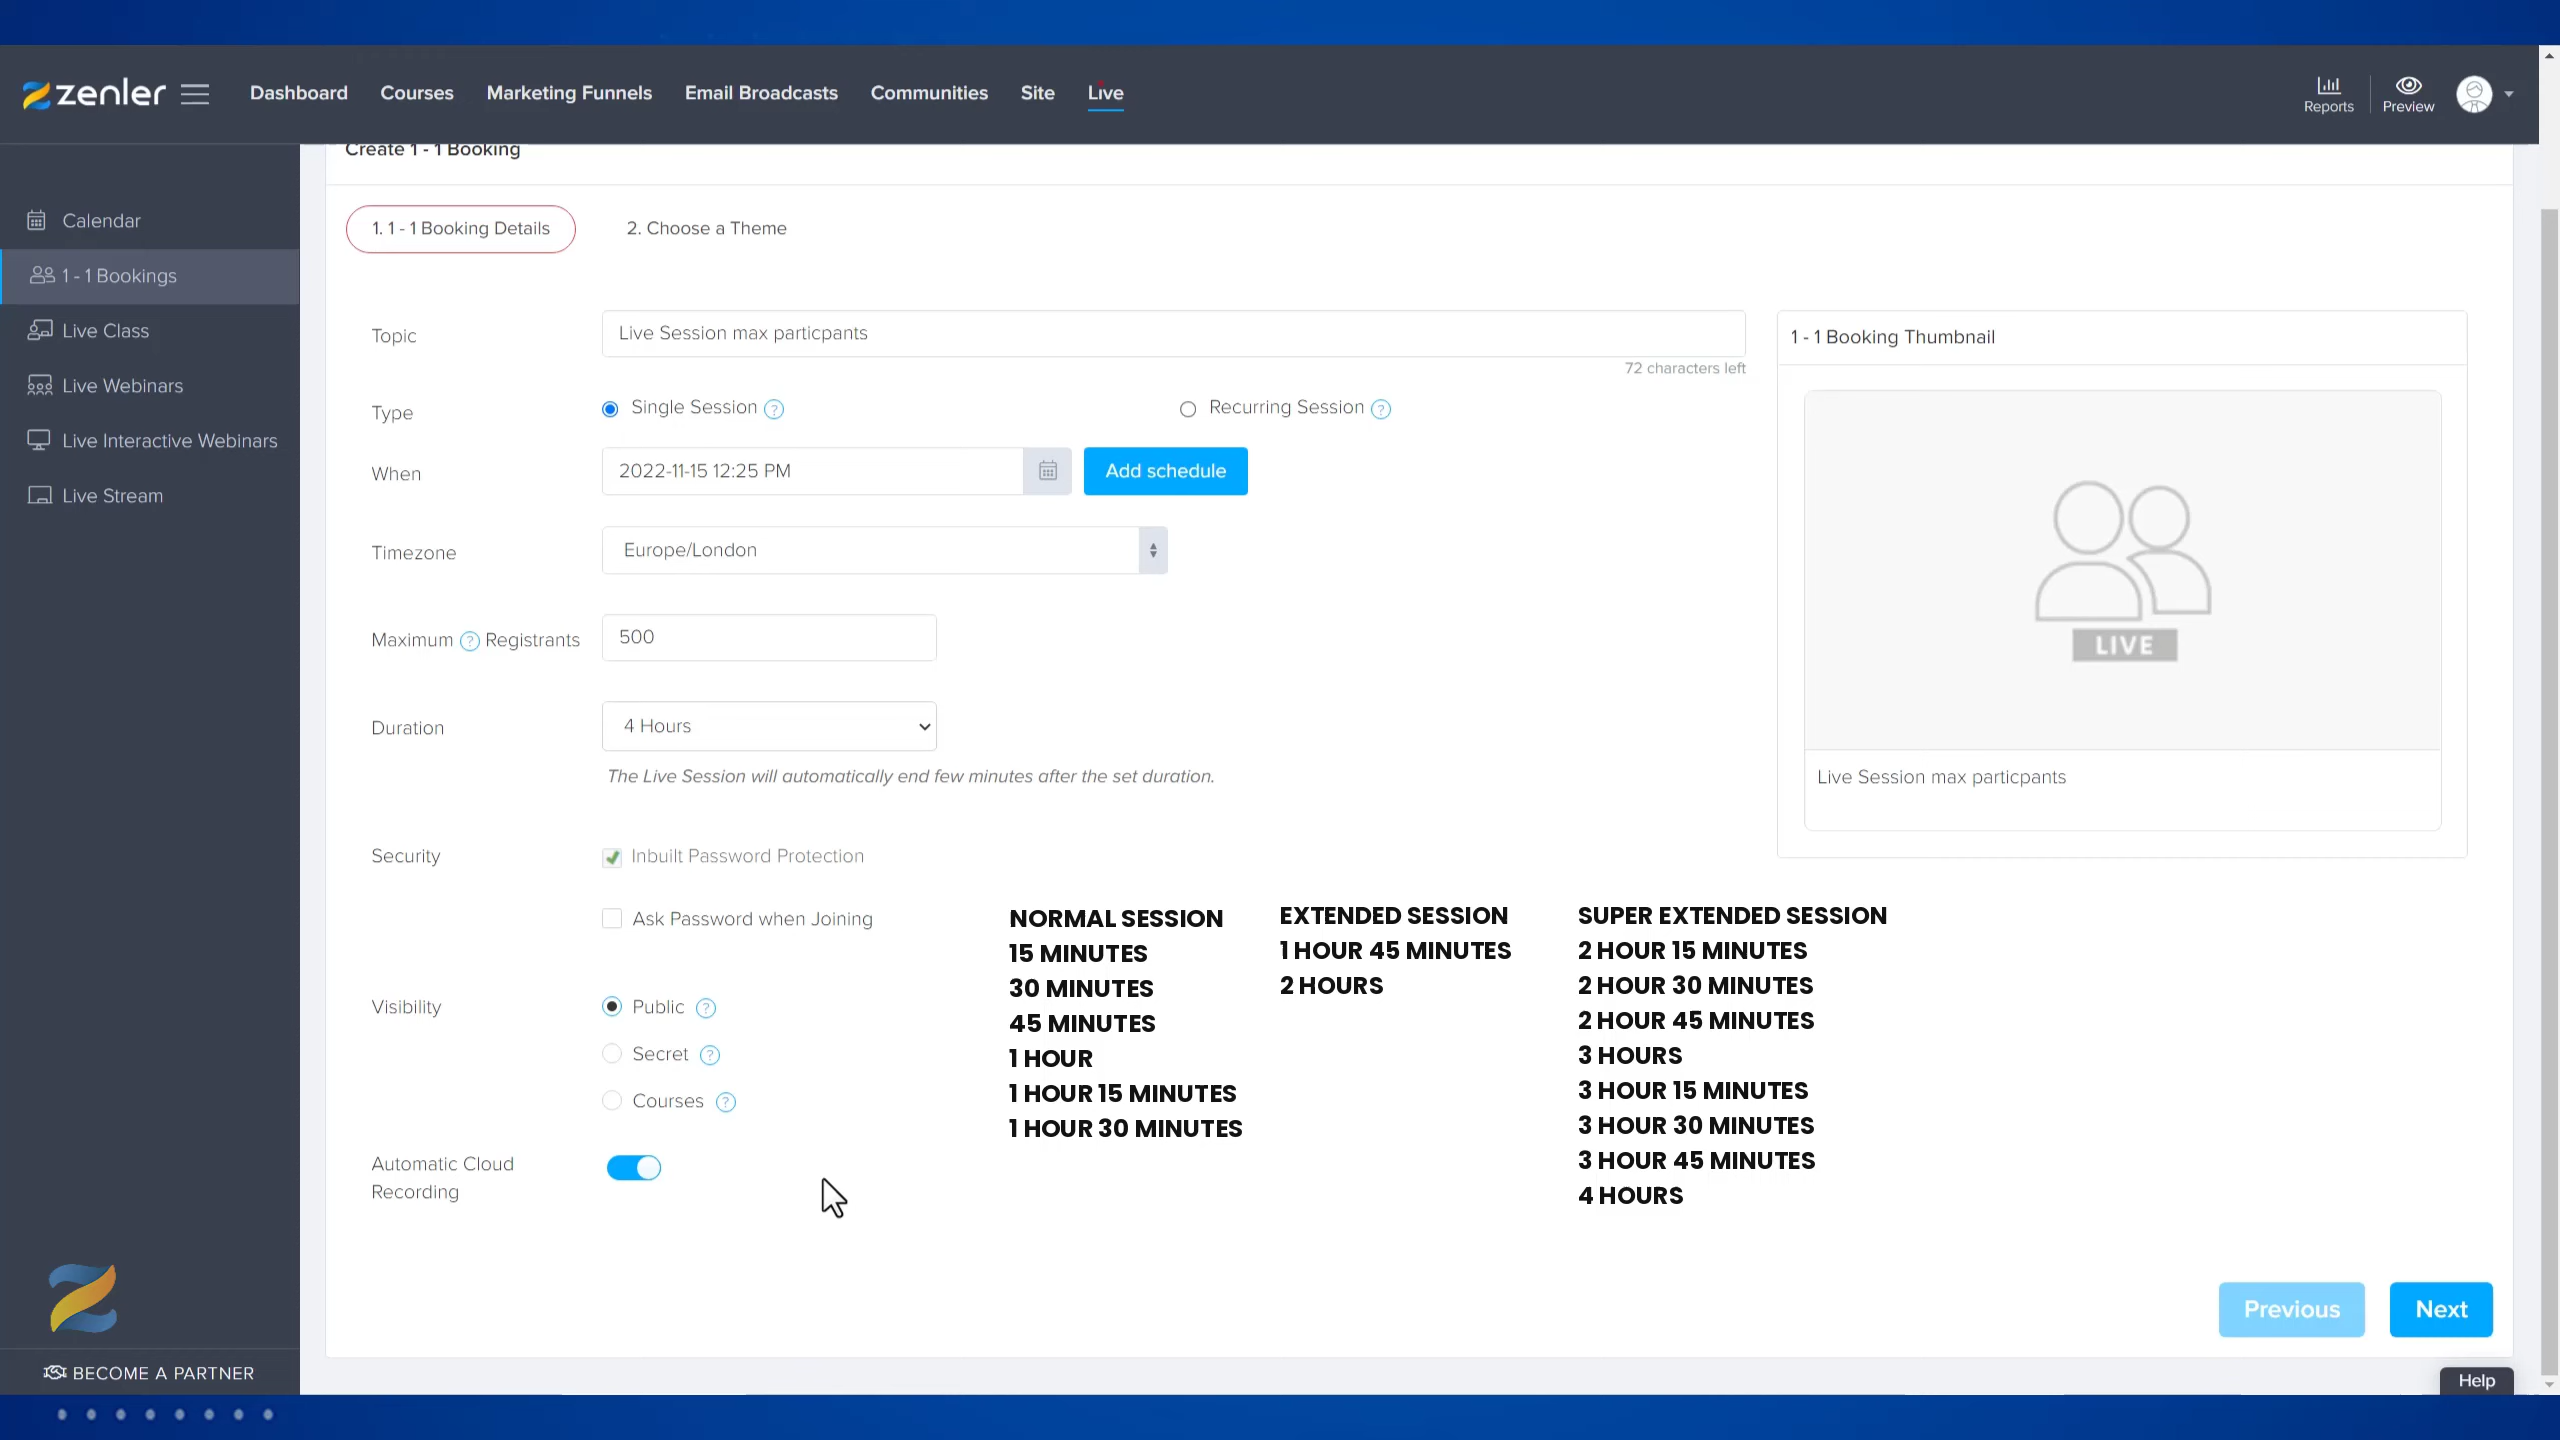 zenler
Dashboard
Courses
Marketing Funnels
Email Broadcasts
Communities
Site
Live
Reports
Preview
Calendar
1 - 1 Bookings
Live Class
Live Webinars
Live Interactive Webinars
Live Stream
BECOME A PARTNER
Create 1 - 1 Booking
1. 1 - 1 Booking Details
2. Choose a Theme
Topic
Live Session max particpants
72 characters left
Type
Single Session ?
Recurring Session ?
When
2022-11-15 12:25 PM
Add schedule
Timezone
Europe/London
Maximum ? Registrants
500
Duration
4 Hours
The Live Session will automatically end few minutes after the set duration.
Security
Inbuilt Password Protection
Ask Password when Joining
Visibility
Public ?
Secret ?
Courses ?
Automatic Cloud
Recording
1 - 1 Booking Thumbnail
LIVE
Live Session max particpants
NORMAL SESSION
15 MINUTES
30 MINUTES
45 MINUTES
1 HOUR
1 HOUR 15 MINUTES
1 HOUR 30 MINUTES
EXTENDED SESSION
1 HOUR 45 MINUTES
2 HOURS
SUPER EXTENDED SESSION
2 HOUR 15 MINUTES
2 HOUR 30 MINUTES
2 HOUR 45 MINUTES
3 HOURS
3 HOUR 15 MINUTES
3 HOUR 30 MINUTES
3 HOUR 45 MINUTES
4 HOURS
Previous
Next
Help